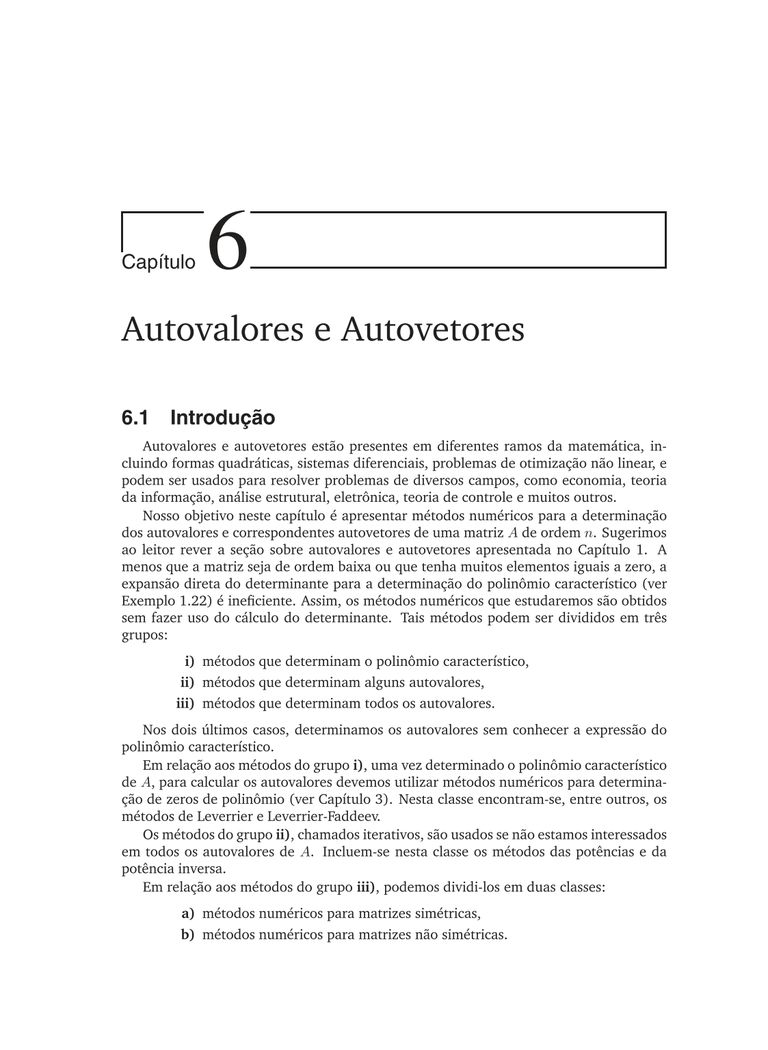 Capítulo 6
Autovalores e Autovetores
6.1 Introdução
Autovalores e autovetores estão presentes em diferentes ramos da matemática, in-
cluindo formas quadráticas, sistemas diferenciais, problemas de otimização não linear, e
podem ser usados para resolver problemas de diversos campos, como economia, teoria
da informação, análise estrutural, eletrônica, teoria de controle e muitos outros.
Nosso objetivo neste capítulo é apresentar métodos numéricos para a determinação
dos autovalores e correspondentes autovetores de uma matriz A de ordem n. Sugerimos
ao leitor rever a seção sobre autovalores e autovetores apresentada no Capítulo 1. A
menos que a matriz seja de ordem baixa ou que tenha muitos elementos iguais a zero, a
expansão direta do determinante para a determinação do polinômio característico (ver
Exemplo 1.22) é ineficiente. Assim, os métodos numéricos que estudaremos são obtidos
sem fazer uso do cálculo do determinante. Tais métodos podem ser divididos em três
grupos:
i) métodos que determinam o polinômio característico,
ii) métodos que determinam alguns autovalores,
iii) métodos que determinam todos os autovalores.
Nos dois últimos casos, determinamos os autovalores sem conhecer a expressão do
polinômio característico.
Em relação aos métodos do grupo i), uma vez determinado o polinômio característico
de A, para calcular os autovalores devemos utilizar métodos numéricos para determina-
ção de zeros de polinômio (ver Capítulo 3). Nesta classe encontram-se, entre outros, os
métodos de Leverrier e Leverrier-Faddeev.
Os métodos do grupo ii), chamados iterativos, são usados se não estamos interessados
em todos os autovalores de A. Incluem-se nesta classe os métodos das potências e da
potência inversa.
Em relação aos métodos do grupo iii), podemos dividi-los em duas classes:
a) métodos numéricos para matrizes simétricas,
b) métodos numéricos para matrizes não simétricas.